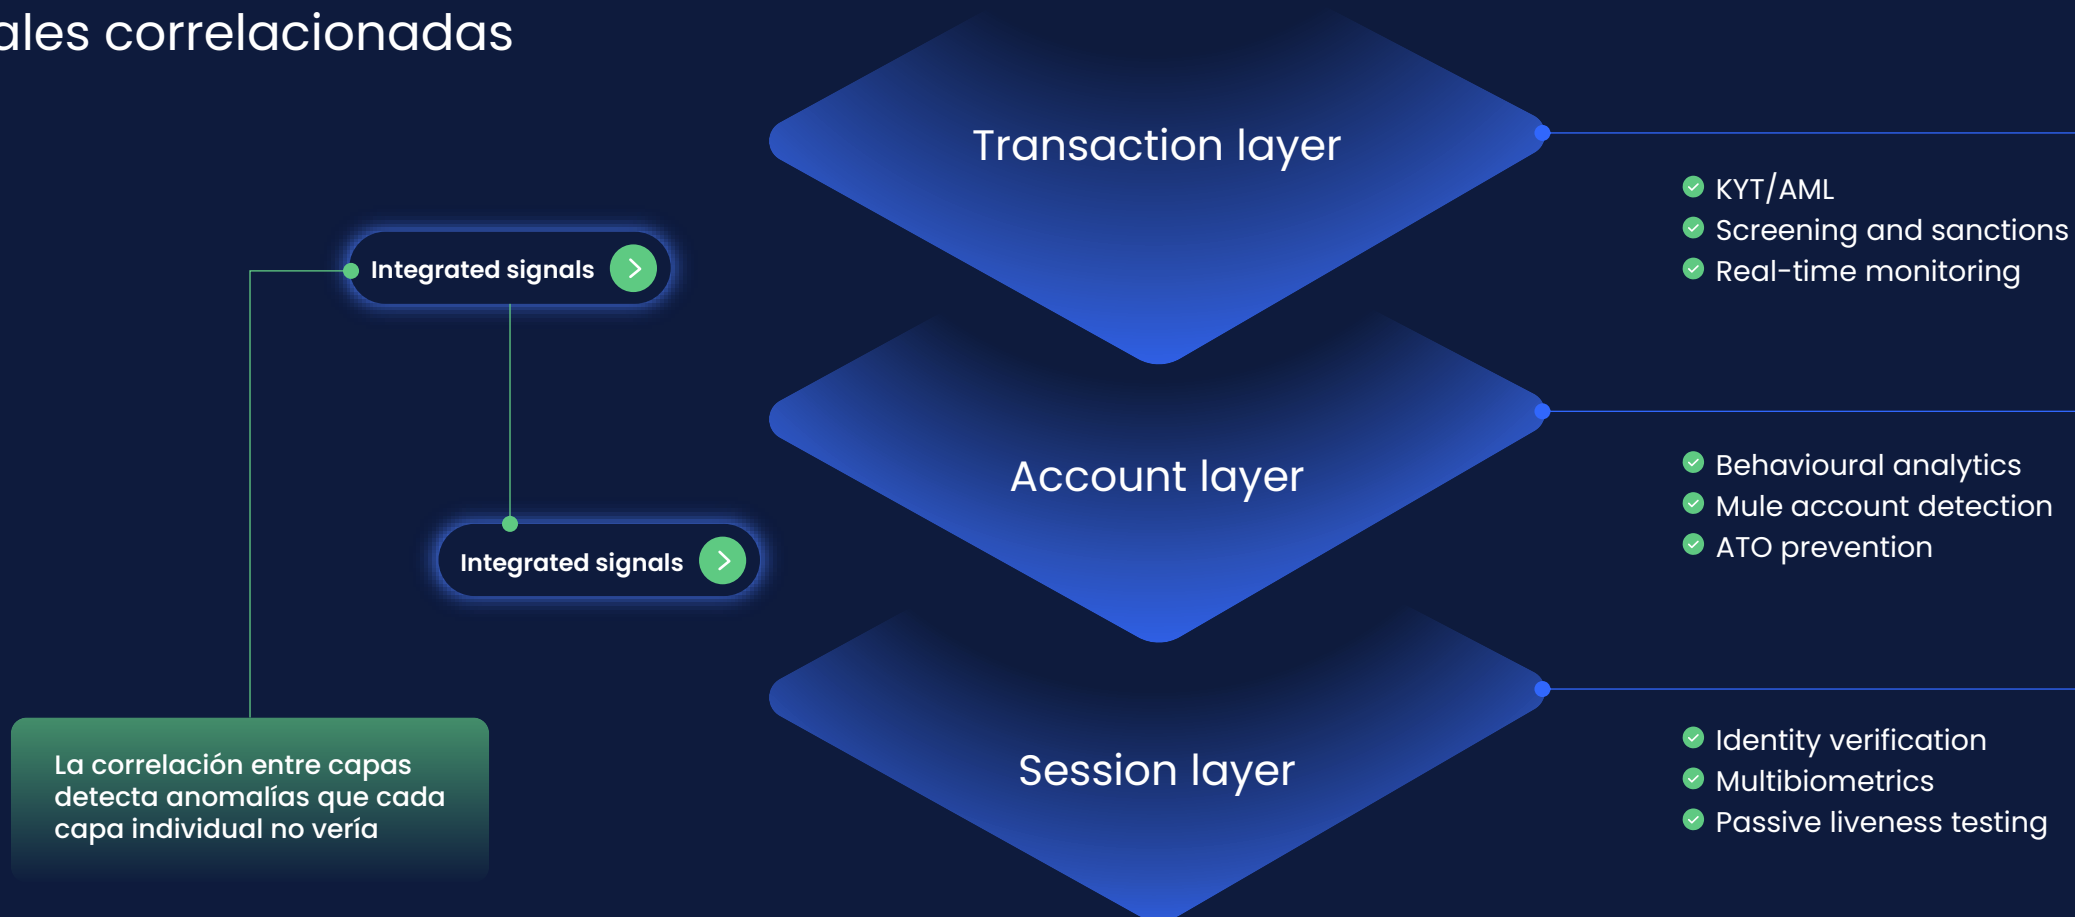 ales correlacionadas
Transaction layer
KYT/AML
Screening and sanctions
Real-time monitoring
Integrated signals
Account layer
Behavioural analytics
Mule account detection
ATO prevention
Integrated signals
Session layer
Identity verification
Multibiometrics
Passive liveness testing
La correlación entre capas
detecta anomalías que cada
capa individual no vería